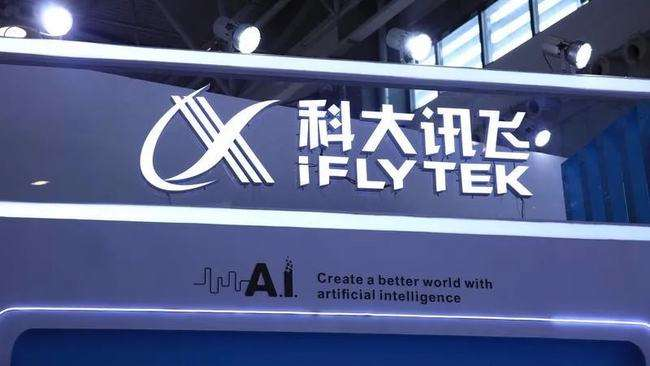 科大讯飞
iFLYTEK
A.I.
Create a better world with
artificial intelligence